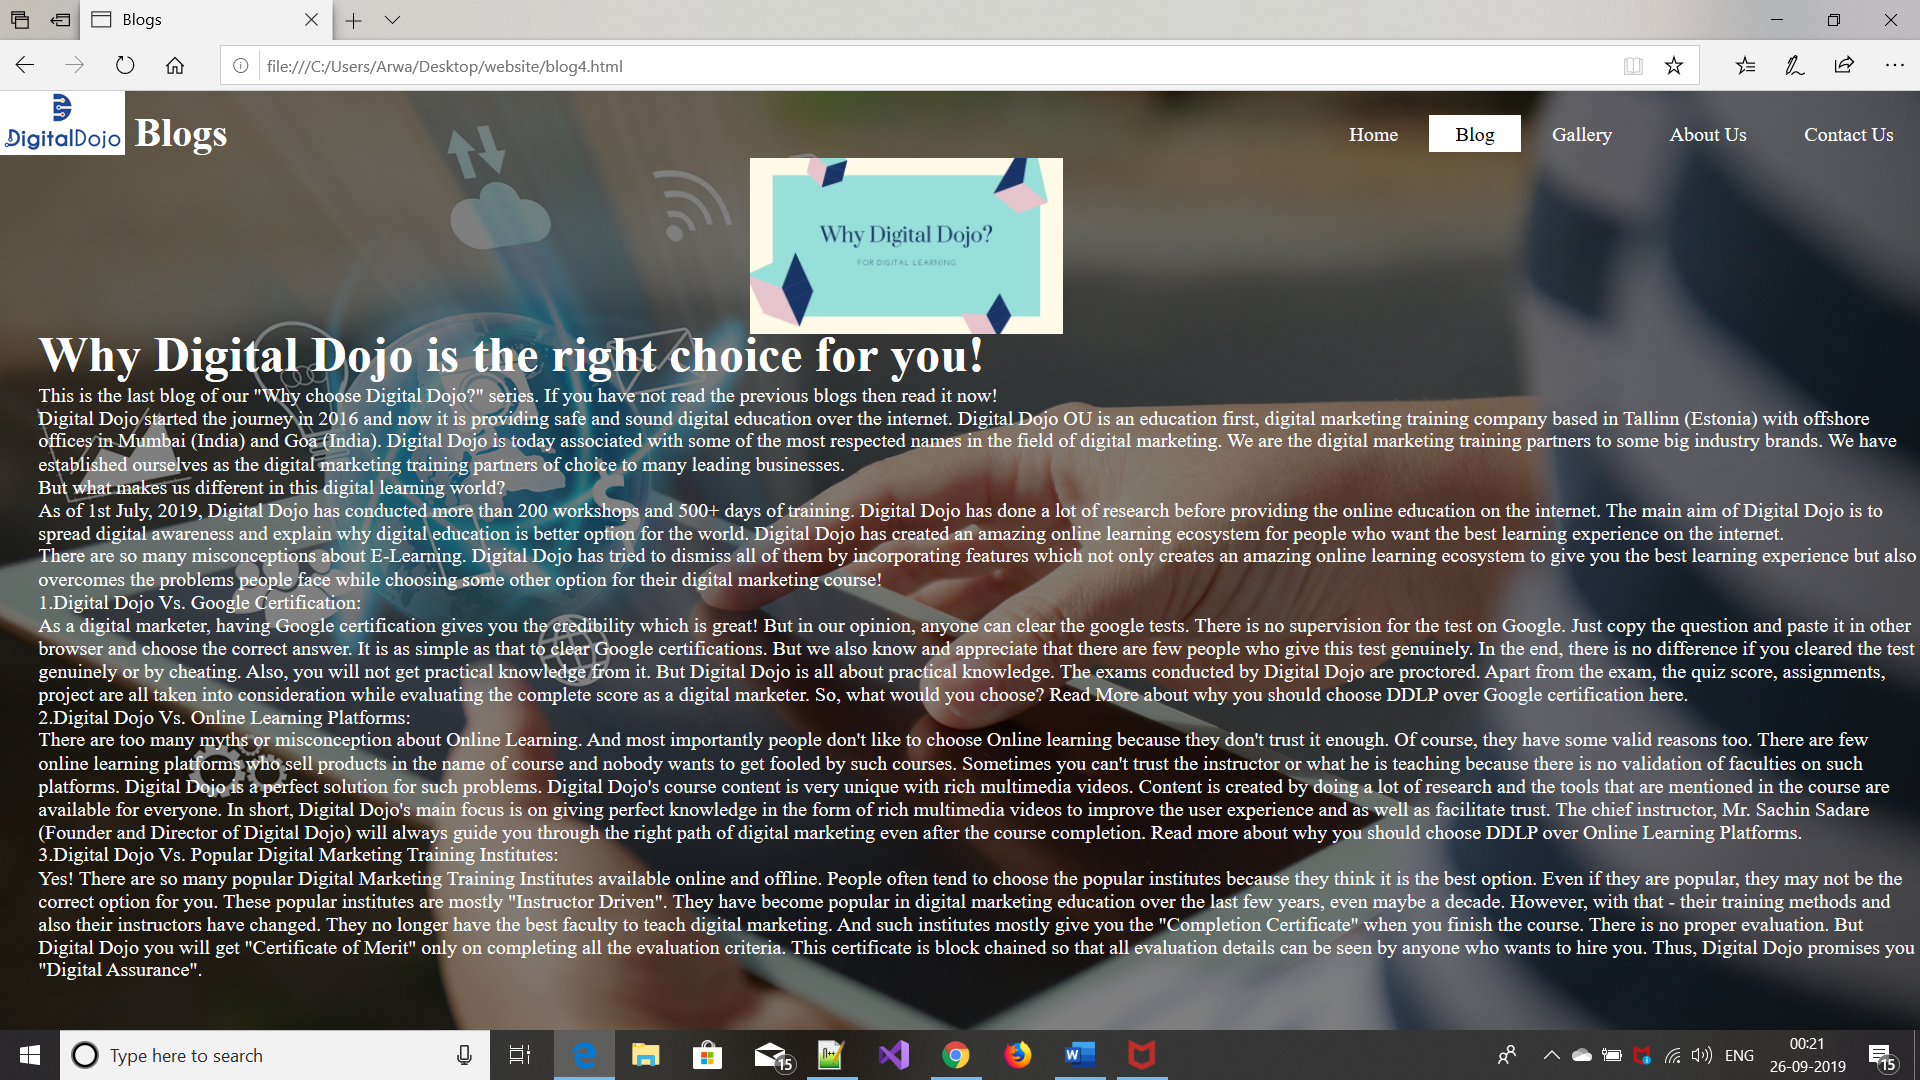 Blogs
file:///C:/Users/Arwa/Desktop/website/blog4.html
DigitalDojo
Blogs
Home
Blog
Gallery
About Us
Contact Us
Why Digital Dojo?
FOR DIGITAL LEARNING
Why Digital Dojo is the right choice for you!
This is the last blog of our "Why choose Digital Dojo?" series. If you have not read the previous blogs then read it now!
Digital Dojo started the journey in 2016 and now it is providing safe and sound digital education over the internet. Digital Dojo OU is an education first, digital marketing training company based in Tallinn (Estonia) with offshore
offices in Mumbai (India) and Goa (India). Digital Dojo is today associated with some of the most respected names in the field of digital marketing. We are the digital marketing training partners to some big industry brands. We have
established ourselves as the digital marketing training partners of choice to many leading businesses.
But what makes us different in this digital learning world?
As of 1st July, 2019, Digital Dojo has conducted more than 200 workshops and 500+ days of training. Digital Dojo has done a lot of research before providing the online education on the internet. The main aim of Digital Dojo is to
spread digital awareness and explain why digital education is better option for the world. Digital Dojo has created an amazing online learning ecosystem for people who want the best learning experience on the internet.
There are so many misconceptions about E-Learning. Digital Dojo has tried to dismiss all of them by incorporating features which not only creates an amazing online learning ecosystem to give you the best learning experience but also
overcomes the problems people face while choosing some other option for their digital marketing course!
1.Digital Dojo Vs. Google Certification:
As a digital marketer, having Google certification gives you the credibility which is great! But in our opinion, anyone can clear the google tests. There is no supervision for the test on Google. Just copy the question and paste it in other
browser and choose the correct answer. It is as simple as that to clear Google certifications. But we also know and appreciate that there are few people who give this test genuinely. In the end, there is no difference if you cleared the test
genuinely or by cheating. Also, you will not get practical knowledge from it. But Digital Dojo is all about practical knowledge. The exams conducted by Digital Dojo are proctored. Apart from the exam, the quiz score, assignments,
project are all taken into consideration while evaluating the complete score as a digital marketer. So, what would you choose? Read More about why you should choose DDLP over Google certification here.
2.Digital Dojo Vs. Online Learning Platforms:
There are too many myths or misconception about Online Learning. And most importantly people don't like to choose Online learning because they don't trust it enough. Of course, they have some valid reasons too. There are few
online learning platforms who sell products in the name of course and nobody wants to get fooled by such courses. Sometimes you can't trust the instructor or what he is teaching because there is no validation of faculties on such
platforms. Digital Dojo is a perfect solution for such problems. Digital Dojo's course content is very unique with rich multimedia videos. Content is created by doing a lot of research and the tools that are mentioned in the course are
available for everyone. In short, Digital Dojo's main focus is on giving perfect knowledge in the form of rich multimedia videos to improve the user experience and as well as facilitate trust. The chief instructor, Mr. Sachin Sadare
(Founder and Director of Digital Dojo) will always guide you through the right path of digital marketing even after the course completion. Read more about why you should choose DDLP over Online Learning Platforms.
3.Digital Dojo Vs. Popular Digital Marketing Training Institutes:
Yes! There are so many popular Digital Marketing Training Institutes available online and offline. People often tend to choose the popular institutes because they think it is the best option. Even if they are popular, they may not be the
correct option for you. These popular institutes are mostly "Instructor Driven". They have become popular in digital marketing education over the last few years, even maybe a decade. However, with that - their training methods and
also their instructors have changed. They no longer have the best faculty to teach digital marketing. And such institutes mostly give you the "Completion Certificate" when you finish the course. There is no proper evaluation. But
Digital Dojo you will get "Certificate of Merit" only on completing all the evaluation criteria. This certificate is block chained so that all evaluation details can be seen by anyone who wants to hire you. Thus, Digital Dojo promises you
"Digital Assurance".
Type here to search
15
ENG
00:21
26-09-2019
15